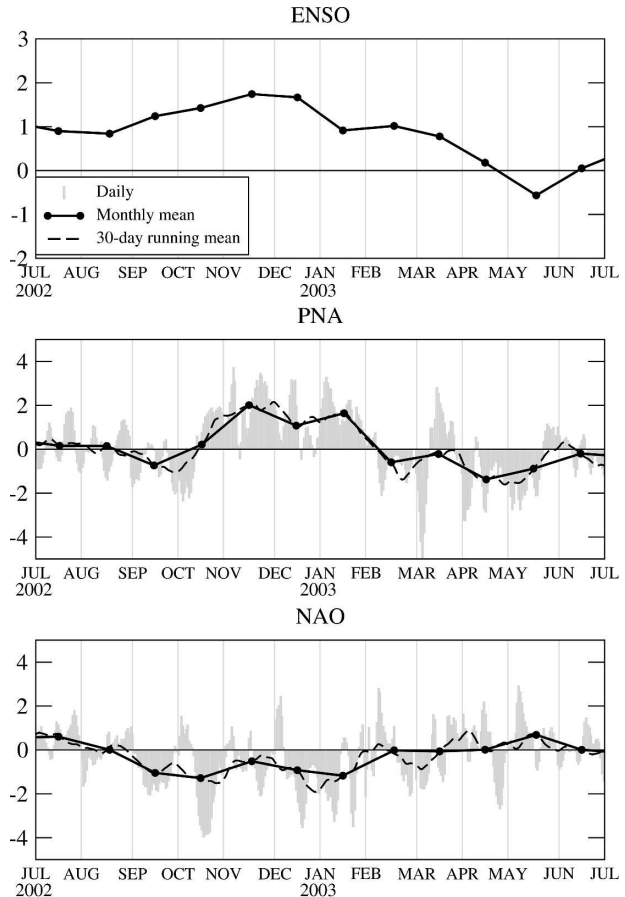 ENSO
3
2
1
0
-1
-2
Daily
Monthly mean
30-day running mean
JUL AUG SEP OCT NOV DEC JAN FEB MAR APR MAY JUN JUL
2002 2003
PNA
4
2
0
-2
-4
JUL AUG SEP OCT NOV DEC JAN FEB MAR APR MAY JUN JUL
2002 2003
NAO
4
2
0
-2
-4
JUL AUG SEP OCT NOV DEC JAN FEB MAR APR MAY JUN JUL
2002 2003